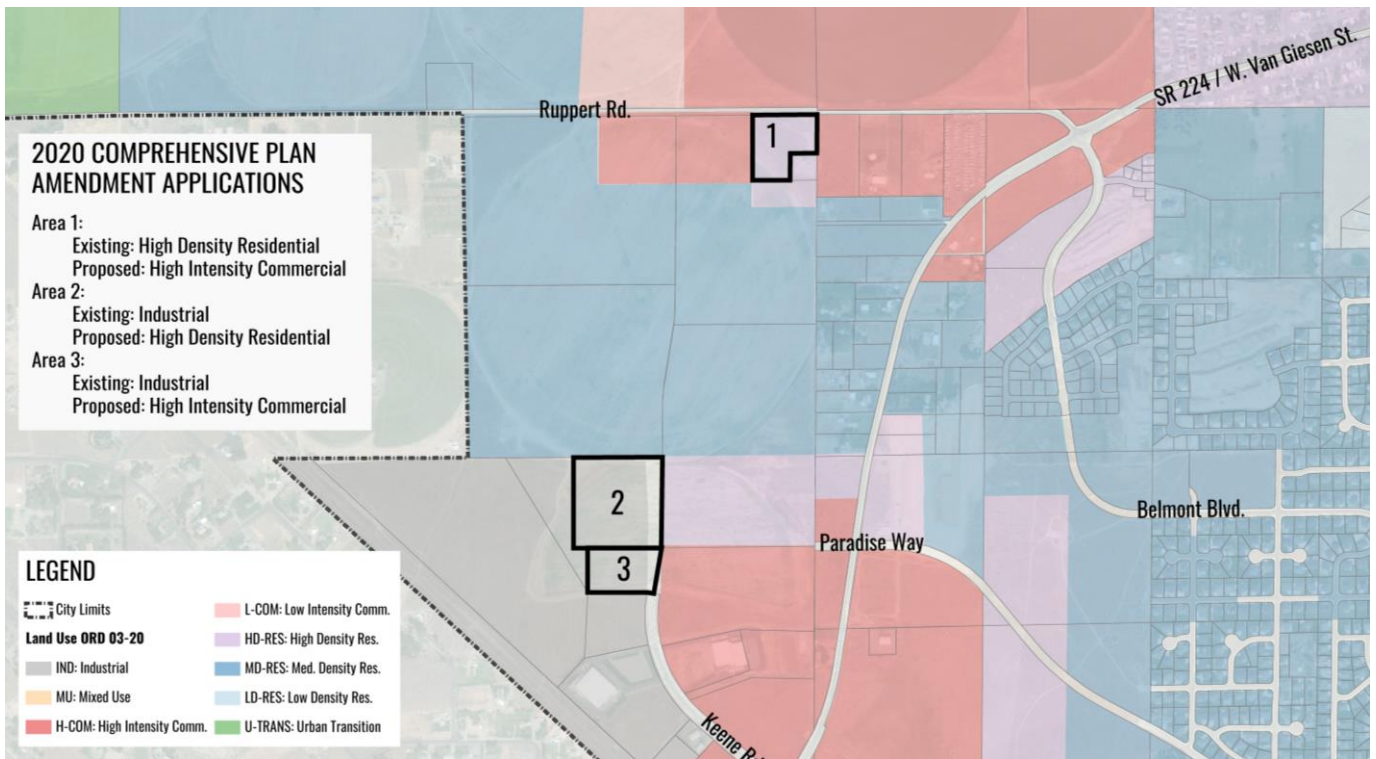 Ruppert Rd.
SR 224 / W. Van Giesen St.
1
2020 COMPREHENSIVE PLAN
AMENDMENT APPLICATIONS
Area 1:
Existing: High Density Residential
Proposed: High Intensity Commercial
Area 2:
Existing: Industrial
Proposed: High Density Residential
Area 3:
Existing: Industrial
Proposed: High Intensity Commercial
2
Belmont Blvd.
Paradise Way
3
LEGEND
City Limits
Land Use ORD 03-20
IND: Industrial
MU: Mixed Use
H-COM: High Intensity Comm.
L-COM: Low Intensity Comm.
HD-RES: High Density Res.
MD-RES: Med. Density Res.
LD-RES: Low Density Res.
U-TRANS: Urban Transition
Keene Rd.